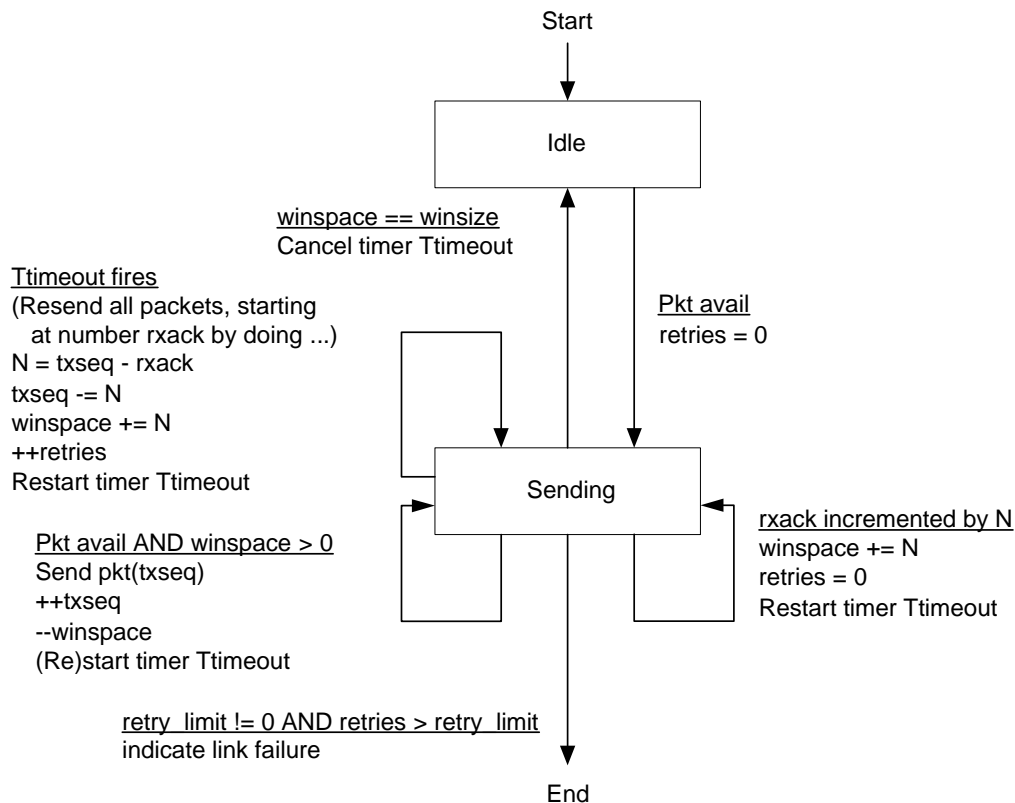 Start
Idle
winspace == winsize
Cancel timer Ttimeout
Ttimeout fires
(Resend all packets, starting
at number rxack by doing ...)
N = txseq - rxack
txseq -= N
winspace += N
++retries
Restart timer Ttimeout
Pkt avail
retries = 0
Sending
Pkt avail AND winspace > 0
Send pkt(txseq)
++txseq
--winspace
(Re)start timer Ttimeout
rxack incremented by N
winspace += N
retries = 0
Restart timer Ttimeout
retry_limit != 0 AND retries > retry_limit
indicate link failure
End